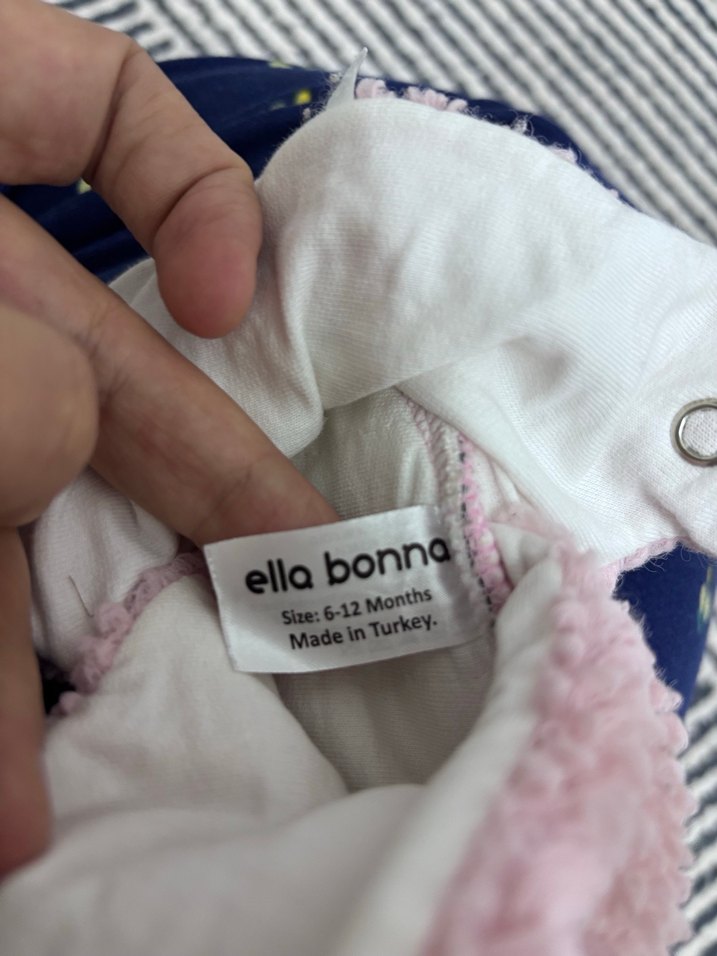 ella bonna
Size: 6-12 Months
Made in Turkey.